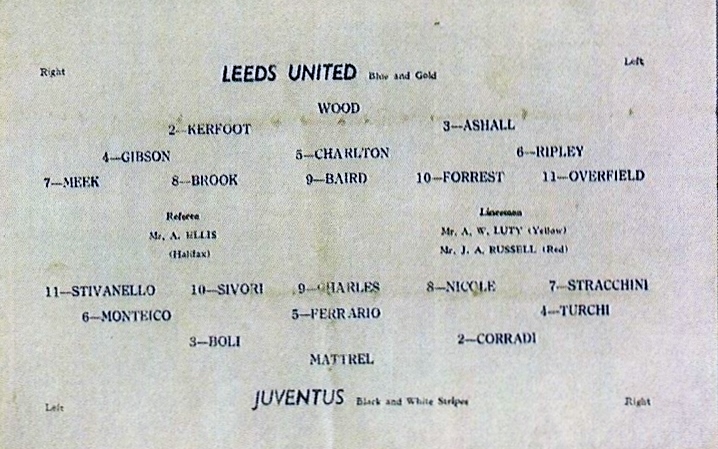 Right LEEDS UNITED Blue and Gold Left
WOOD
2—KERFOOT 3—ASHALL
4—GIBSON 5—CHARLTON 6—RIPLEY
7—MEEK 8—BROOK 9—BAIRD 10—FORREST 11—OVERFIELD
Referee Linesmen
Mr. A. ELLIS Mr. A. W. LUTY (Yellow)
(Halifax) Mr. J. A. RUSSELL (Red)
11—STIVANELLO 10—SIVORI 9—CHARLES 8—NICOLE 7—STRACCHINI
6—MONTEICO 5—FERRARIO 4—TURCHI
3—BOLI 2—CORRADI
MATTREL
Left JUVENTUS Black and White Stripes Right